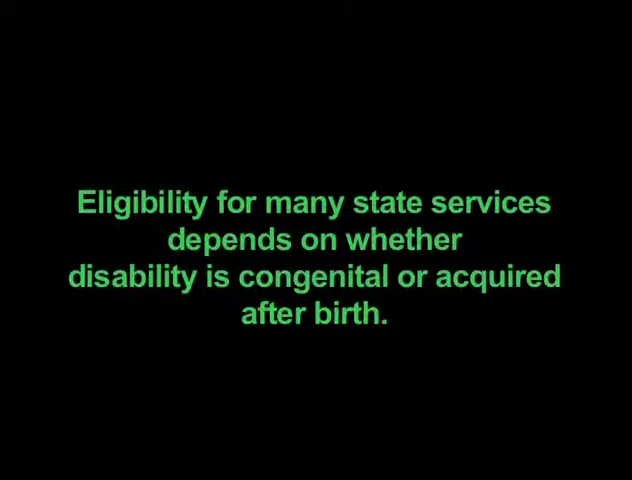 Eligibility for many state services
depends on whether
disability is congenital or acquired
after birth.